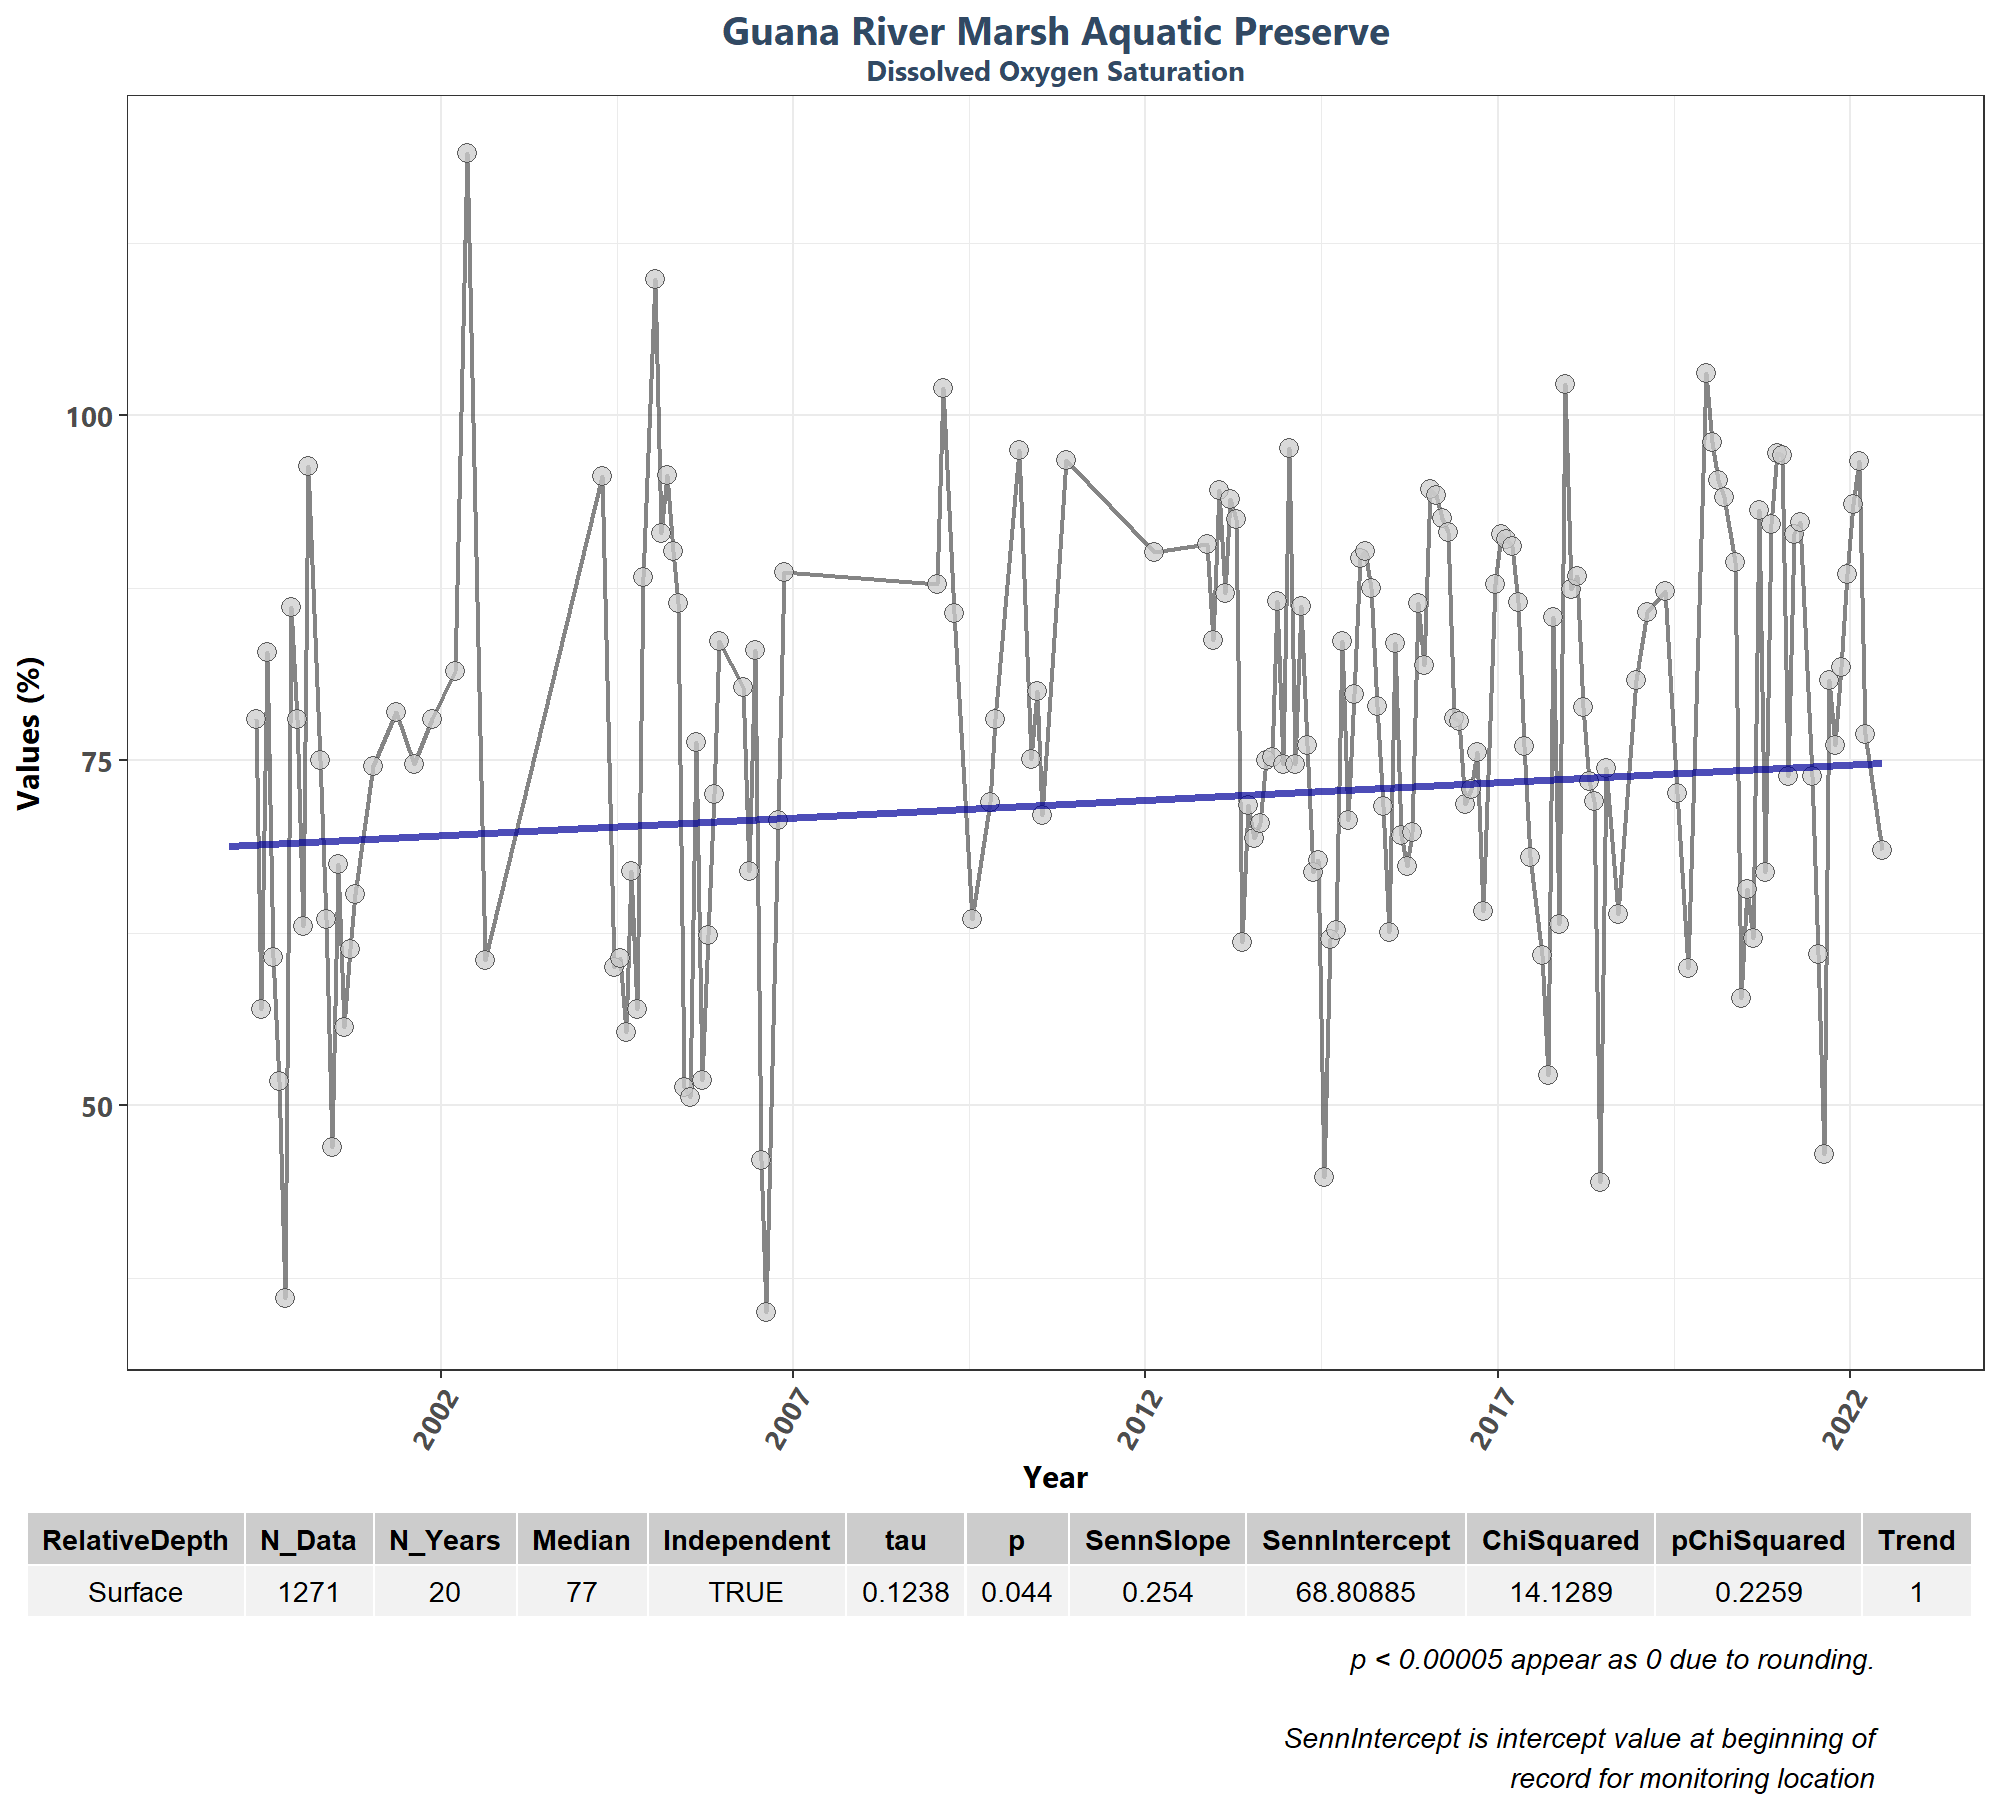 Guana River Marsh Aquatic Preserve
Dissolved Oxygen Saturation
Values (%)
100
75
50
2002 2007 2012 2017 2022
Year
RelativeDepth N_Data N_Years Median Independent tau p SennSlope SennIntercept ChiSquared pChiSquared Trend
Surface 1271 20 77 TRUE 0.1238 0.044 0.254 68.80885 14.1289 0.2259 1
p < 0.00005 appear as 0 due to rounding.
SennIntercept is intercept value at beginning of
record for monitoring location